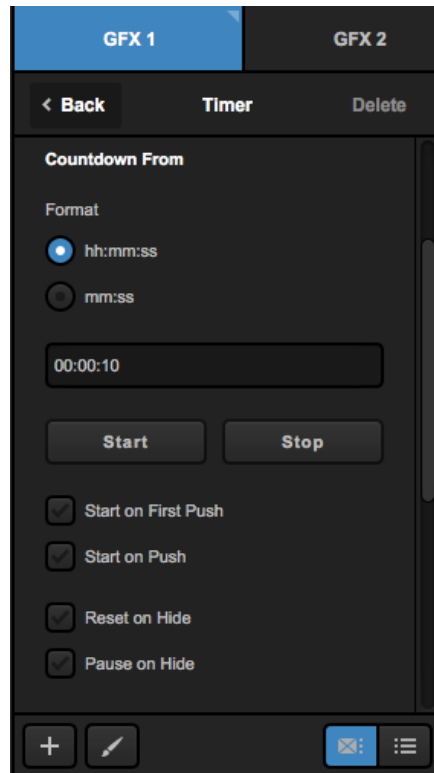 GFX 1 GFX 2
Back Timer Delete
Countdown From
Format
hh:mm:ss
mm:ss
00:00:10
Start Stop
Start on First Push
Start on Push
Reset on Hide
Pause on Hide